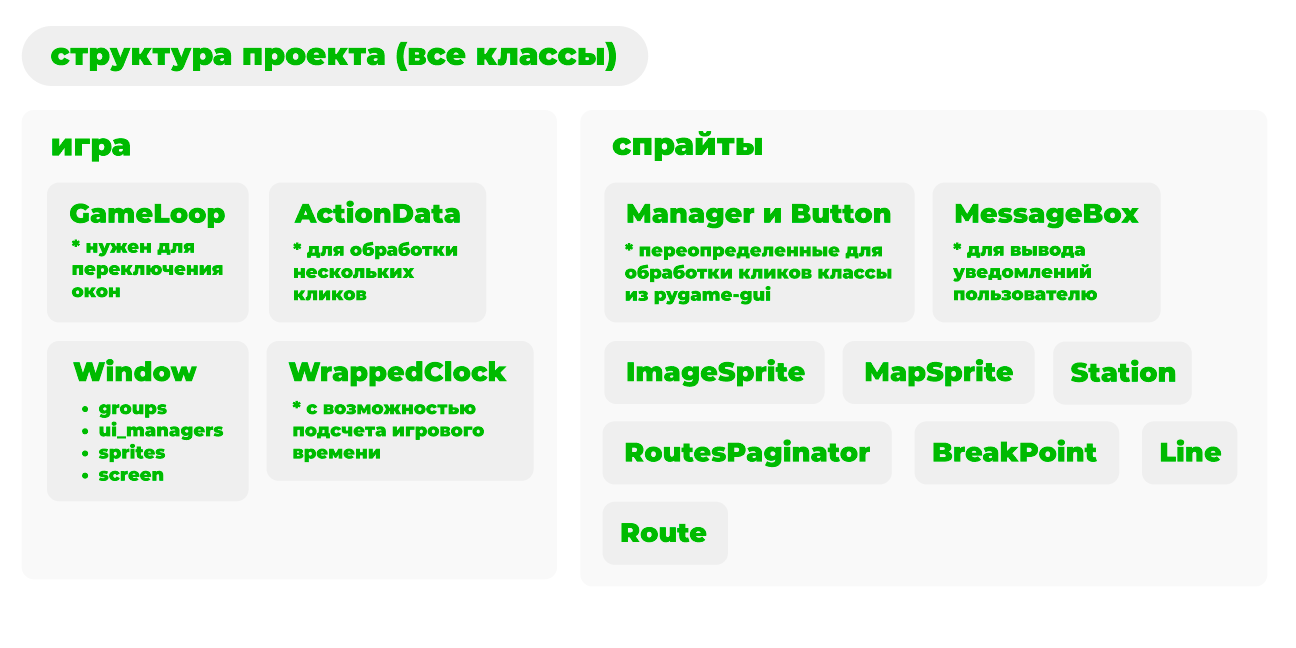 структура проекта (все классы)
игра
GameLoop
* нужен для
переключения
окон
ActionData
* для обработки
нескольких
кликов
Window
• groups
• ui_managers
• sprites
• screen
WrappedClock
* с возможностью
подсчета игрового
времени
спрайты
Manager и Button
* переопределенные для
обработки кликов классы
из pygame-gui
MessageBox
* для вывода
уведомлений
пользователю
ImageSprite
MapSprite
Station
RoutesPaginator
BreakPoint
Line
Route